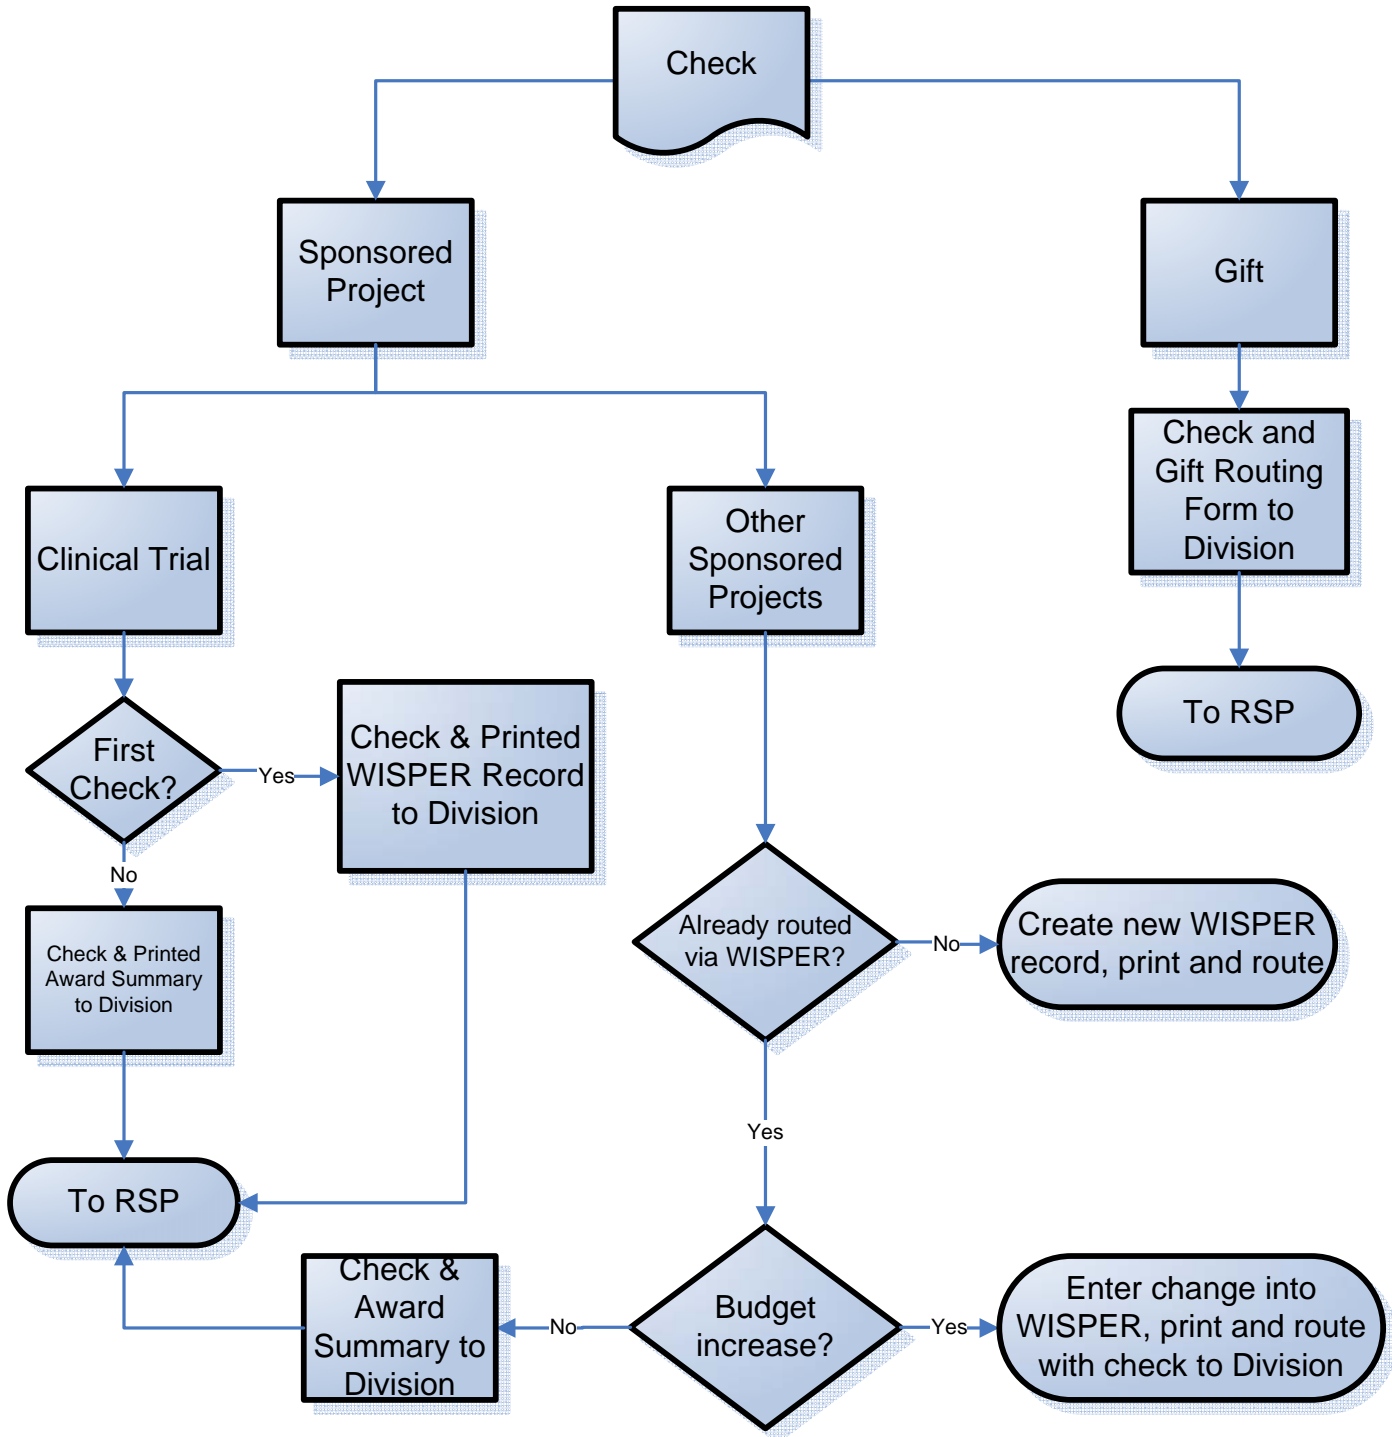 Check
Sponsored
Project
Gift
Check and
Gift Routing
Form to
Division
Clinical Trial
Other
Sponsored
Projects
To RSP
First
Check?
Yes
Check & Printed
WISPER Record
to Division
No
Check & Printed
Award Summary
to Division
Already routed
via WISPER?
No
Create new WISPER
record, print and route
Yes
To RSP
Check &
Award
Summary to
Division
No
Budget
increase?
Yes
Enter change into
WISPER, print and route
with check to Division